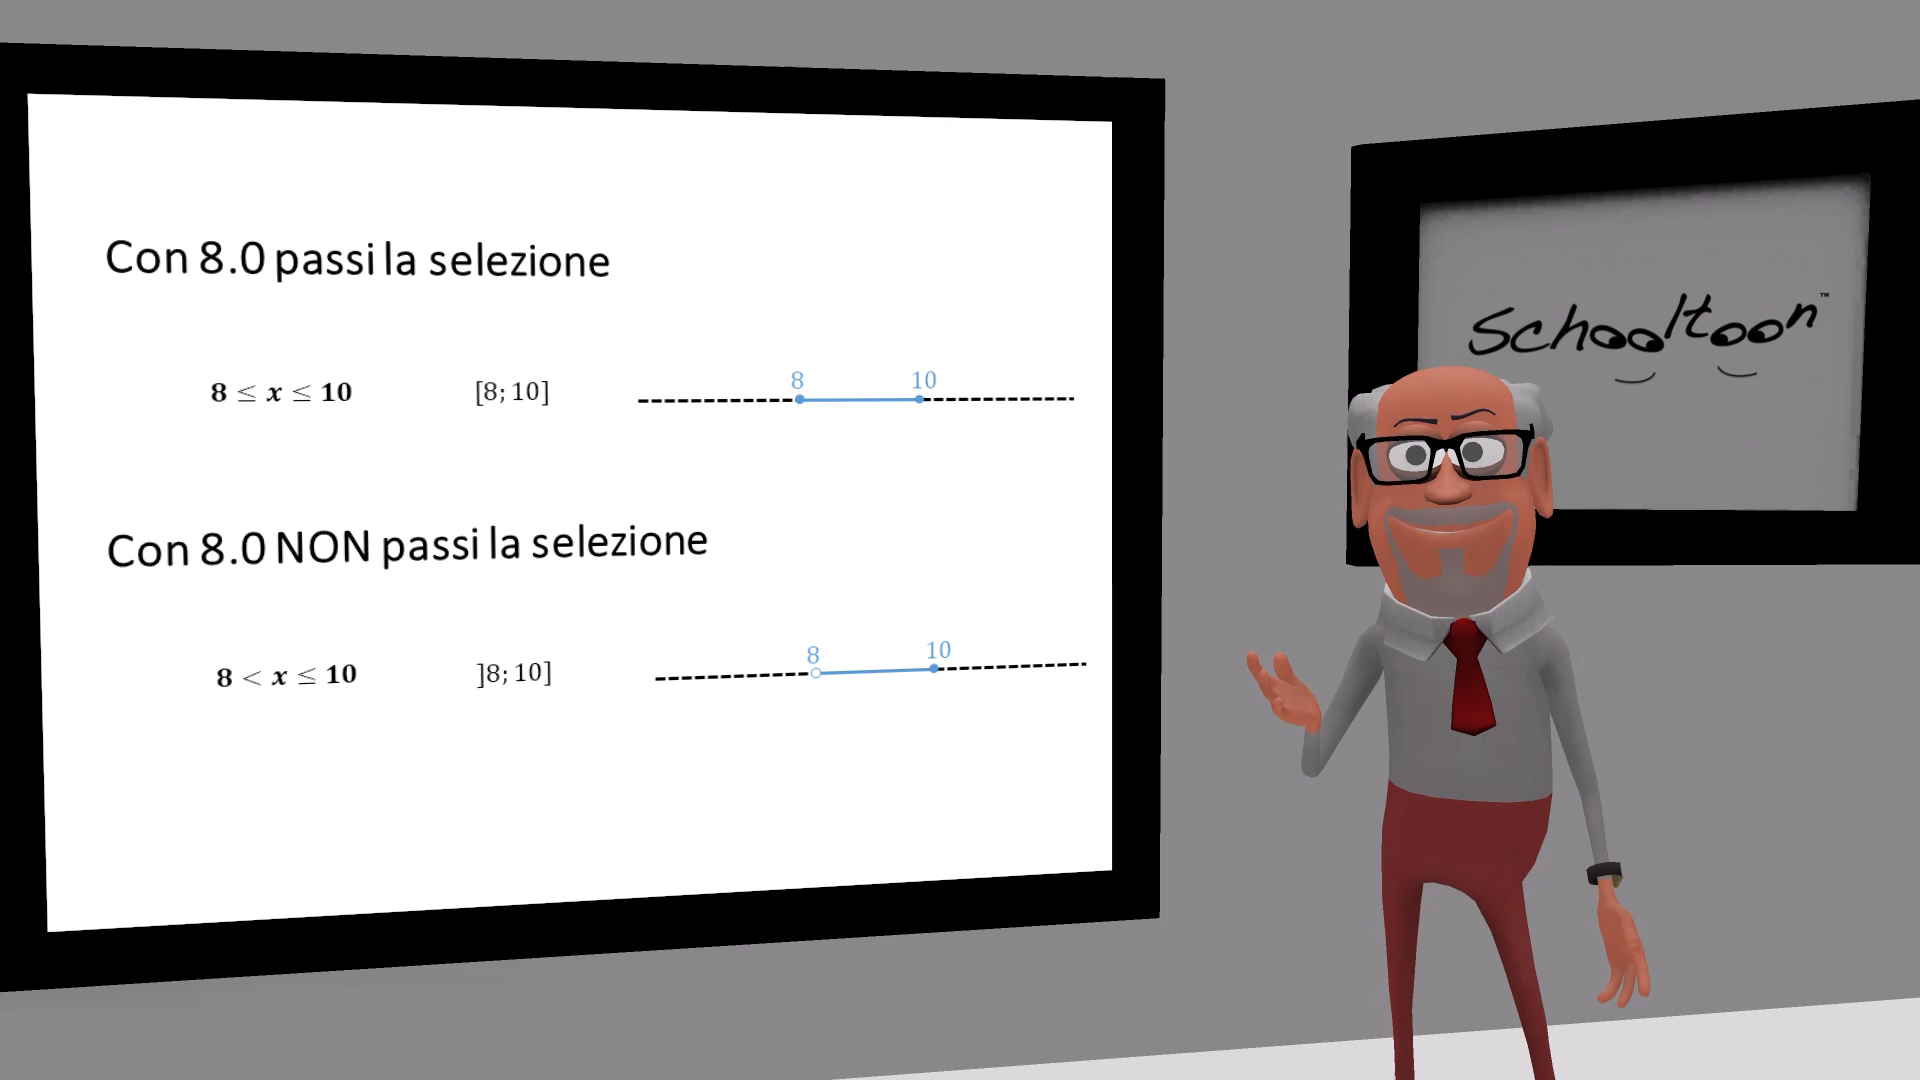 Con 8.0 passi la selezione
8 ≤ x ≤ 10 [8; 10] 8 10
Con 8.0 NON passi la selezione
8 < x ≤ 10 ]8; 10] 8 10
Schooltoon™